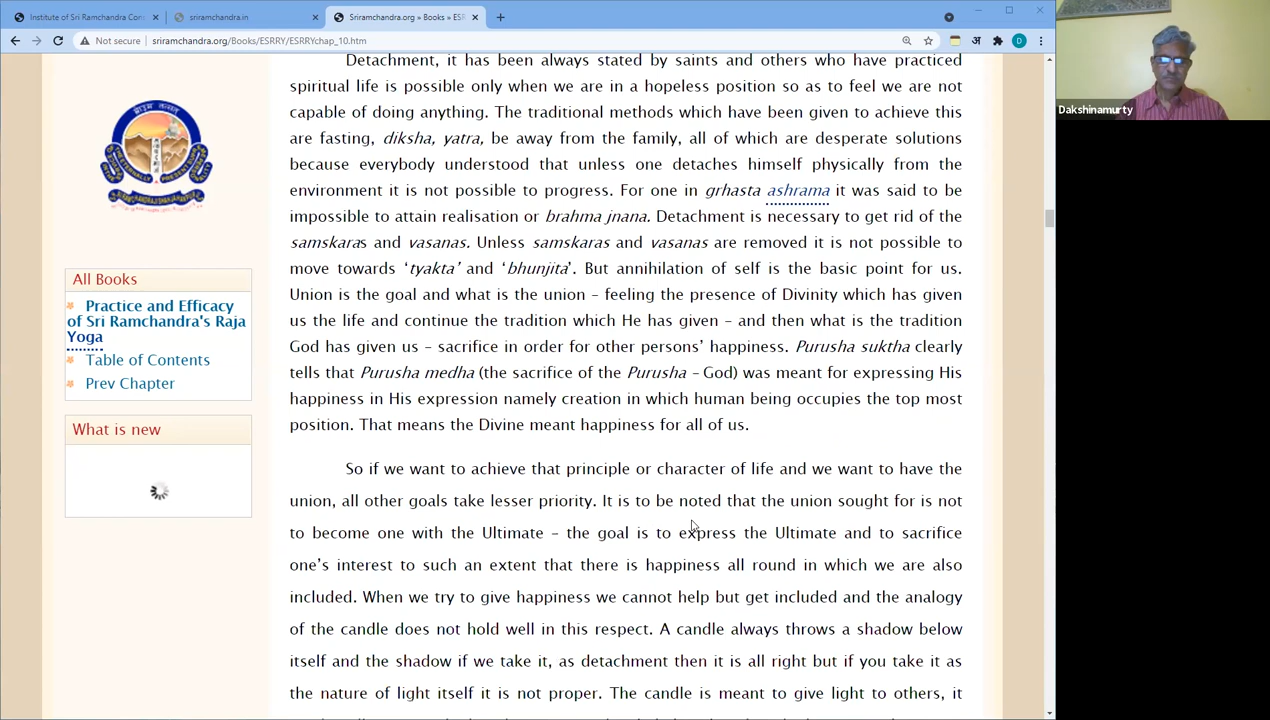 Institute of Sri Ramchandra Con
sriramchandra.in
Sriramchandra.org » Books » ESR
Not secure
sriramchandra.org/Books/ESRRY/ESRRYchap_10.htm
अ
D
Dakshinamurty
Detachment, it has been always stated by saints and others who have practiced
spiritual life is possible only when we are in a hopeless position so as to feel we are not
capable of doing anything. The traditional methods which have been given to achieve this
are fasting, diksha, yatra, be away from the family, all of which are desperate solutions
because everybody understood that unless one detaches himself physically from the
environment it is not possible to progress. For one in grhasta ashrama it was said to be
impossible to attain realisation or brahma jnana. Detachment is necessary to get rid of the
samskaras and vasanas. Unless samskaras and vasanas are removed it is not possible to
move towards ‘tyakta’ and ‘bhunjita’. But annihilation of self is the basic point for us.
Union is the goal and what is the union – feeling the presence of Divinity which has given
us the life and continue the tradition which He has given – and then what is the tradition
God has given us – sacrifice in order for other persons’ happiness. Purusha suktha clearly
tells that Purusha medha (the sacrifice of the Purusha – God) was meant for expressing His
happiness in His expression namely creation in which human being occupies the top most
position. That means the Divine meant happiness for all of us.
So if we want to achieve that principle or character of life and we want to have the
union, all other goals take lesser priority. It is to be noted that the union sought for is not
to become one with the Ultimate – the goal is to express the Ultimate and to sacrifice
one’s interest to such an extent that there is happiness all round in which we are also
included. When we try to give happiness we cannot help but get included and the analogy
of the candle does not hold well in this respect. A candle always throws a shadow below
itself and the shadow if we take it, as detachment then it is all right but if you take it as
the nature of light itself it is not proper. The candle is meant to give light to others, it
All Books
Practice and Efficacy
of Sri Ramchandra's Raja
Yoga
Table of Contents
Prev Chapter
What is new